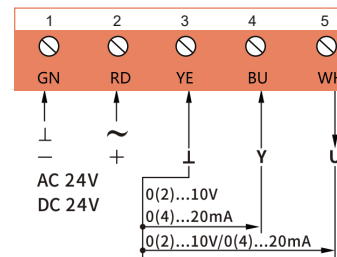 1 2 3 4 5
GN RD YE BU WH
⊥ ~ ⊥ Y U
− +
AC 24V
DC 24V
0(2)...10V
0(4)...20mA
0(2)...10V/0(4)...20mA